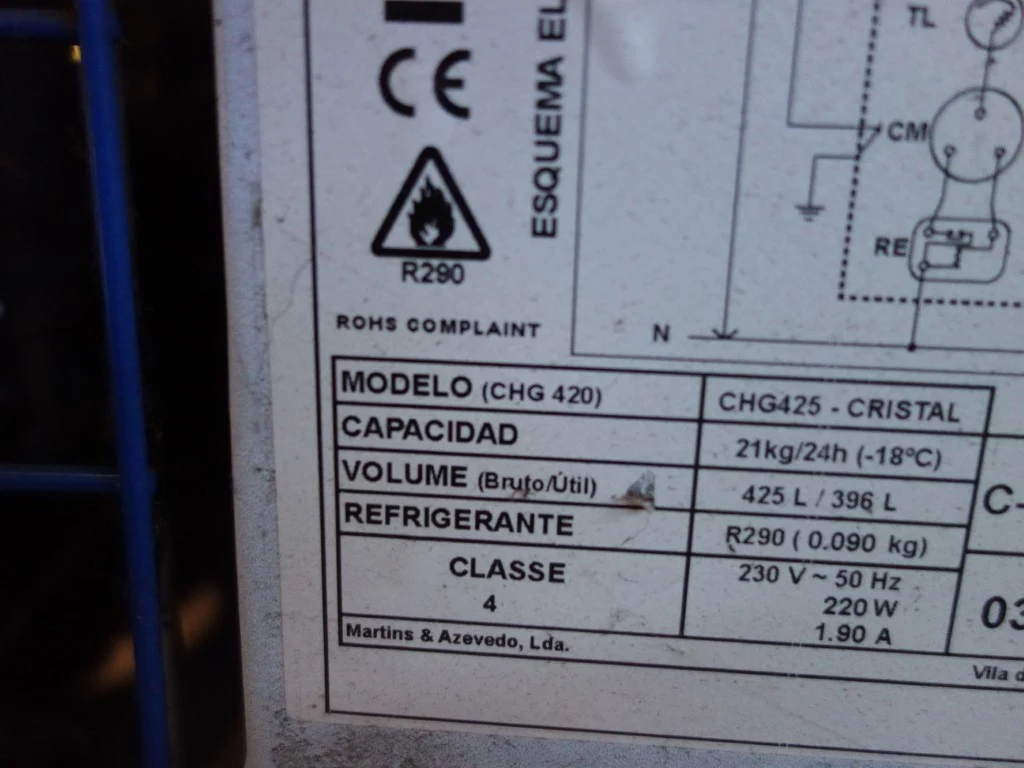 CE
R290
ROHS COMPLAINT
ESQUEMA EL
TL
CM
RE
N
MODELO (CHG 420) CHG425 - CRISTAL
CAPACIDAD 21kg/24h (-18ºC)
VOLUME (Bruto/Útil) 425 L / 396 L
REFRIGERANTE R290 ( 0.090 kg)
CLASSE 230 V ~ 50 Hz
4 220 W
1.90 A
Martins & Azevedo, Lda.
C-
03
Vila d